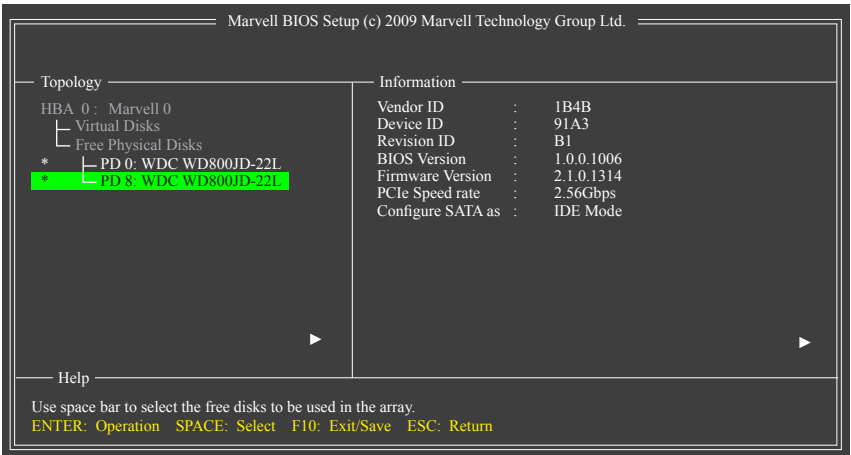 Marvell BIOS Setup (c) 2009 Marvell Technology Group Ltd.
Topology
HBA 0 : Marvell 0
Virtual Disks
Free Physical Disks
* PD 0: WDC WD800JD-22L
* PD 8: WDC WD800JD-22L
Information
Vendor ID : 1B4B
Device ID : 91A3
Revision ID : B1
BIOS Version : 1.0.0.1006
Firmware Version : 2.1.0.1314
PCIe Speed rate : 2.56Gbps
Configure SATA as : IDE Mode
Help
Use space bar to select the free disks to be used in the array.
ENTER: Operation SPACE: Select F10: Exit/Save ESC: Return